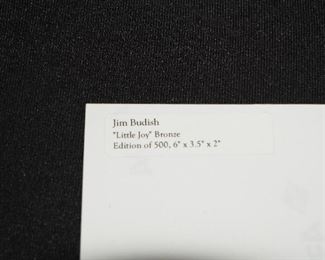 Jim Budish
"Little Joy" Bronze
Edition of 500, 6" x 3.5" x 2"